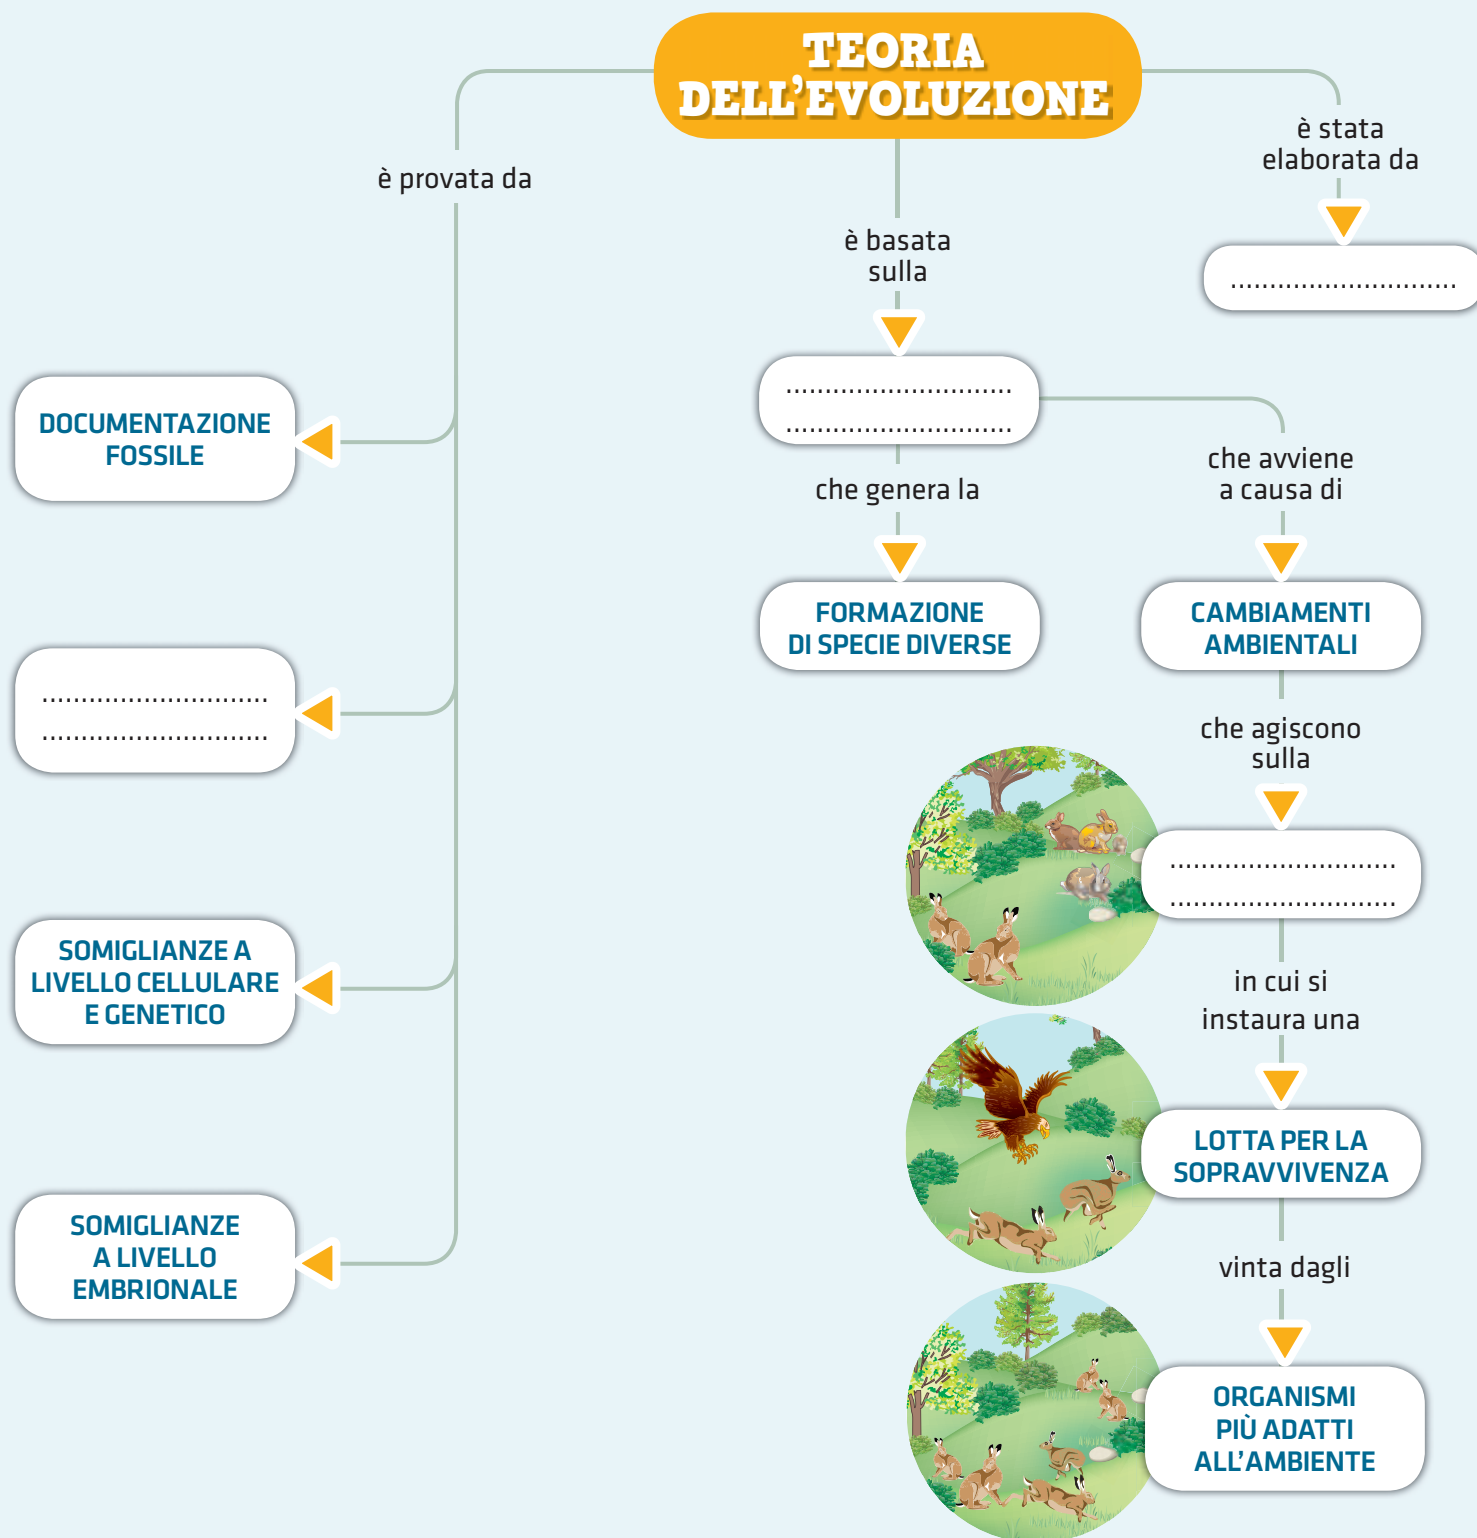 TEORIA
DELL'EVOLUZIONE
è provata da
è basata
sulla
è stata
elaborata da
............................
............................
............................
DOCUMENTAZIONE
FOSSILE
che genera la
che avviene
a causa di
FORMAZIONE
DI SPECIE DIVERSE
CAMBIAMENTI
AMBIENTALI
............................
............................
che agiscono
sulla
............................
............................
SOMIGLIANZE A
LIVELLO CELLULARE
E GENETICO
in cui si
instaura una
LOTTA PER LA
SOPRAVVIVENZA
SOMIGLIANZE
A LIVELLO
EMBRIONALE
vinta dagli
ORGANISMI
PIÙ ADATTI
ALL'AMBIENTE